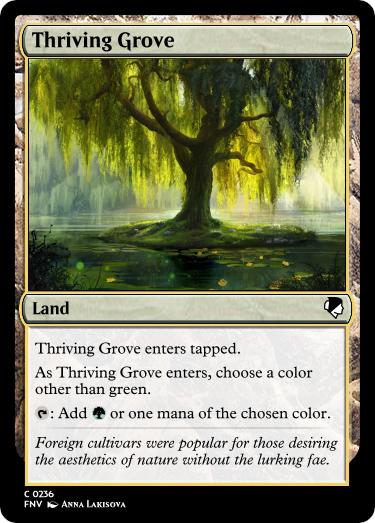 Thriving Grove
Land
Thriving Grove enters tapped.
As Thriving Grove enters, choose a color
other than green.
: Add or one mana of the chosen color.
Foreign cultivars were popular for those desiring
the aesthetics of nature without the lurking fae.
C 0236
FNV Anna Lakisova